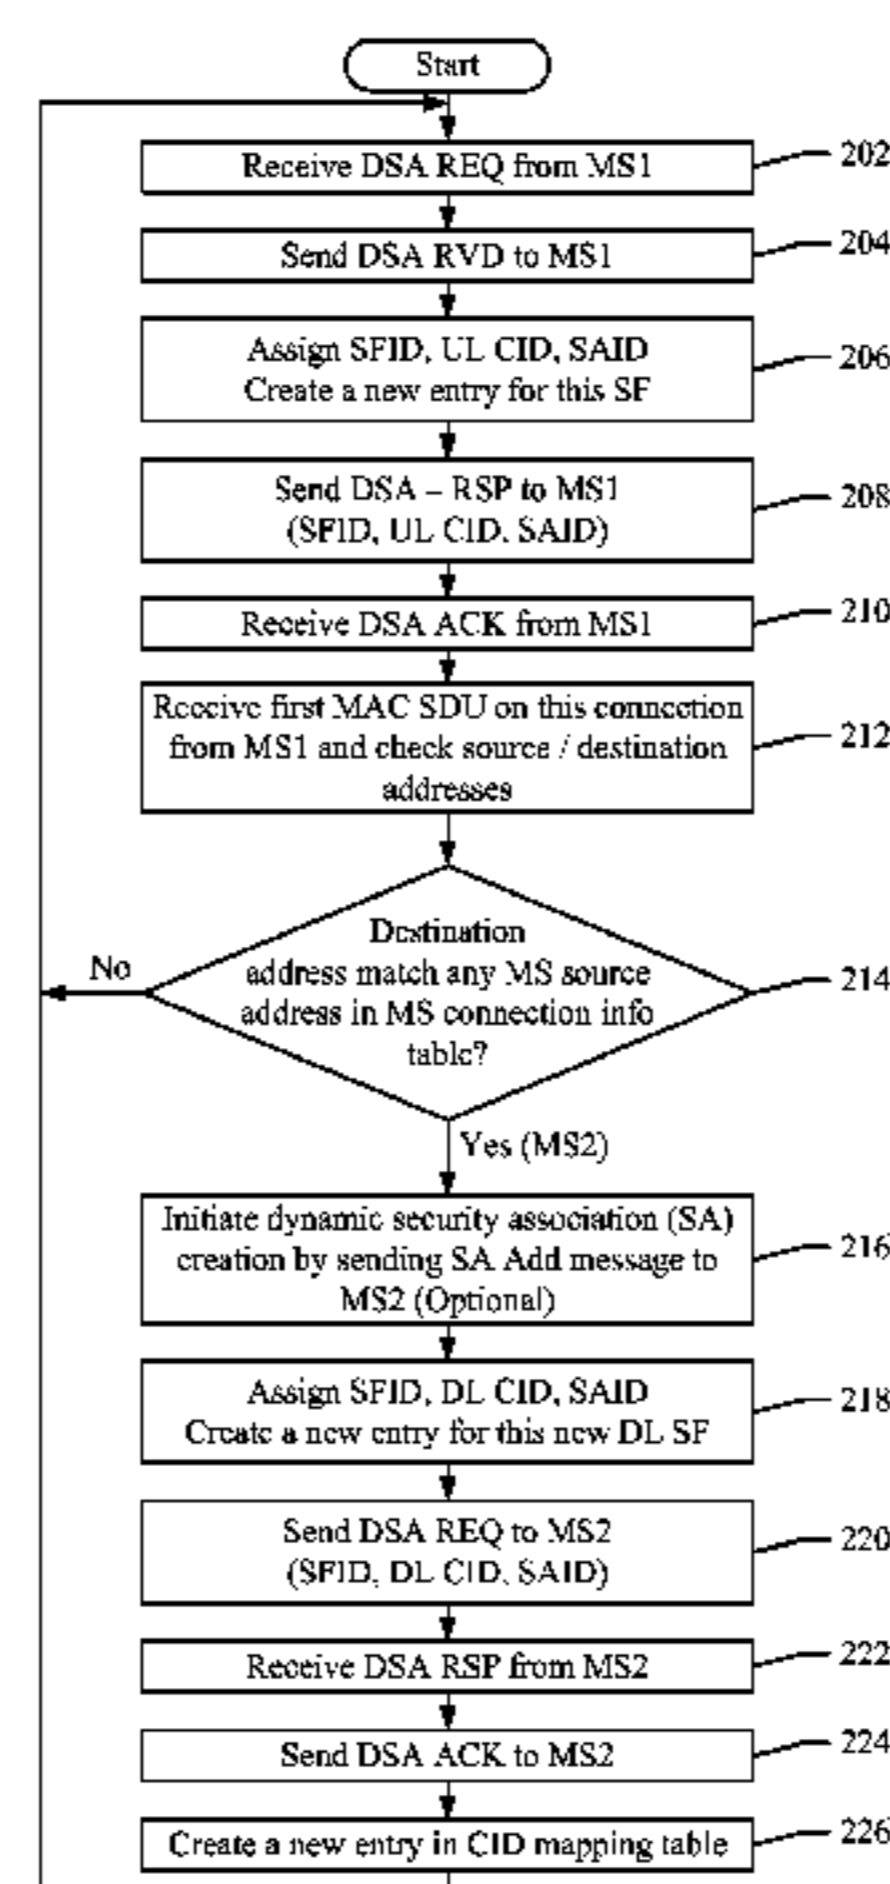 Start
Receive DSA REQ from MS1
202
Send DSA RVD to MS1
204
Assign SFID, UL CID, SAID
Create a new entry for this SF
206
Send DSA – RSP to MS1
(SFID, UL CID, SAID)
208
Receive DSA ACK from MS1
210
Receive first MAC SDU on this connection
from MS1 and check source / destination
addresses
212
Destination
address match any MS source
address in MS connection info
table?
214
No
Yes (MS2)
Initiate dynamic security association (SA)
creation by sending SA Add message to
MS2 (Optional)
216
Assign SFID, DL CID, SAID
Create a new entry for this new DL SF
218
Send DSA REQ to MS2
(SFID, DL CID, SAID)
220
Receive DSA RSP from MS2
222
Send DSA ACK to MS2
224
Create a new entry in CID mapping table
226